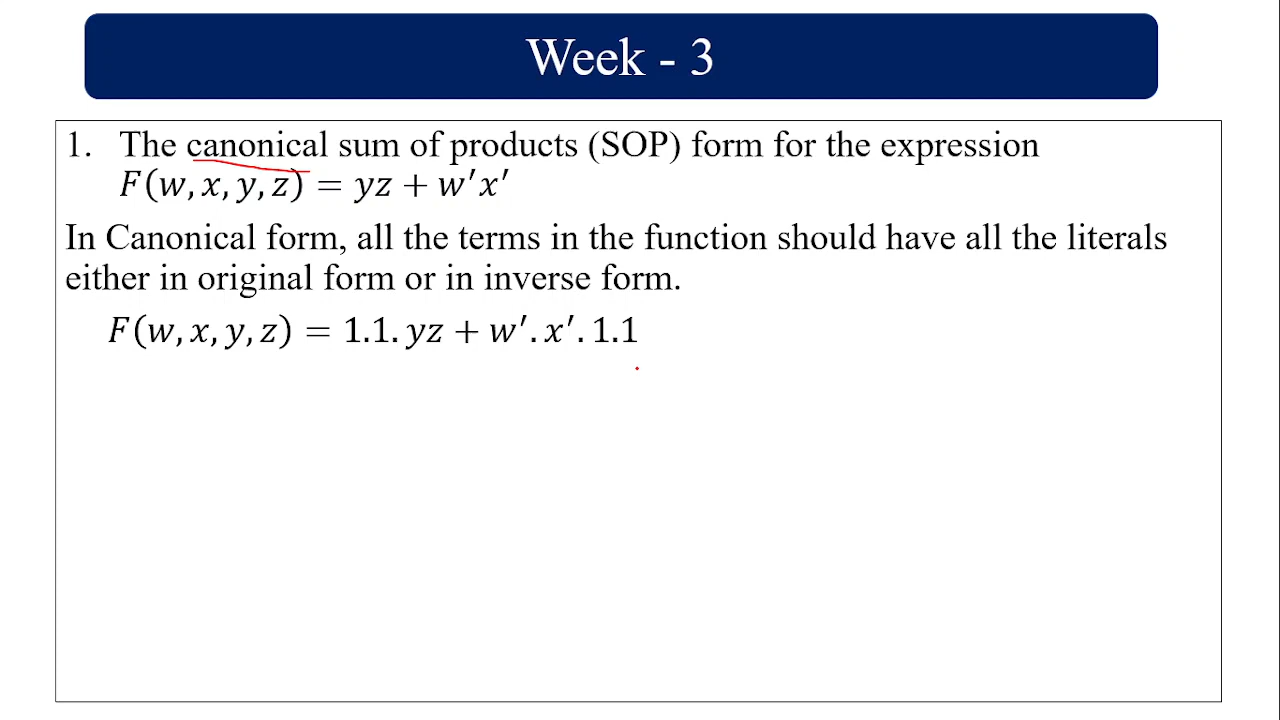 Week - 3
1. The canonical sum of products (SOP) form for the expression
F(w, x, y, z) = yz + w′x′
In Canonical form, all the terms in the function should have all the literals
either in original form or in inverse form.
F(w, x, y, z) = 1.1. yz + w′. x′. 1.1